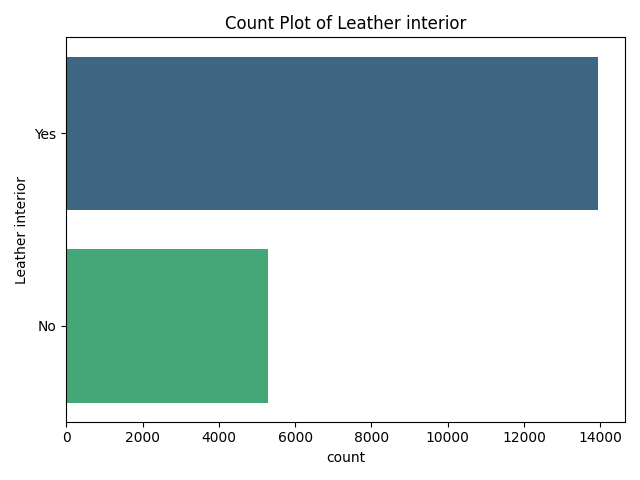 Count Plot of Leather interior
Leather interior
Yes
No
0 2000 4000 6000 8000 10000 12000 14000
count